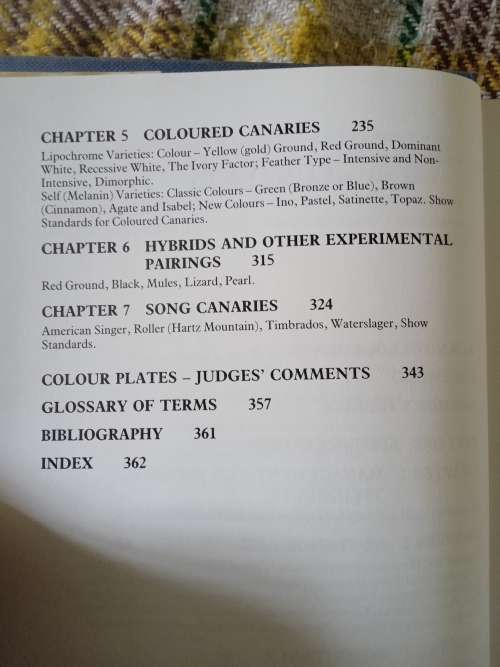 CHAPTER 5 COLOURED CANARIES 235
Lipochrome Varieties: Colour – Yellow (gold) Ground, Red Ground, Dominant
White, Recessive White, The Ivory Factor; Feather Type – Intensive and Non-
Intensive, Dimorphic.
Self (Melanin) Varieties: Classic Colours – Green (Bronze or Blue), Brown
(Cinnamon), Agate and Isabel; New Colours – Ino, Pastel, Satinette, Topaz. Show
Standards for Coloured Canaries.
CHAPTER 6 HYBRIDS AND OTHER EXPERIMENTAL
PAIRINGS 315
Red Ground, Black, Mules, Lizard, Pearl.
CHAPTER 7 SONG CANARIES 324
American Singer, Roller (Hartz Mountain), Timbrados, Waterslager, Show
Standards.
COLOUR PLATES – JUDGES' COMMENTS 343
GLOSSARY OF TERMS 357
BIBLIOGRAPHY 361
INDEX 362